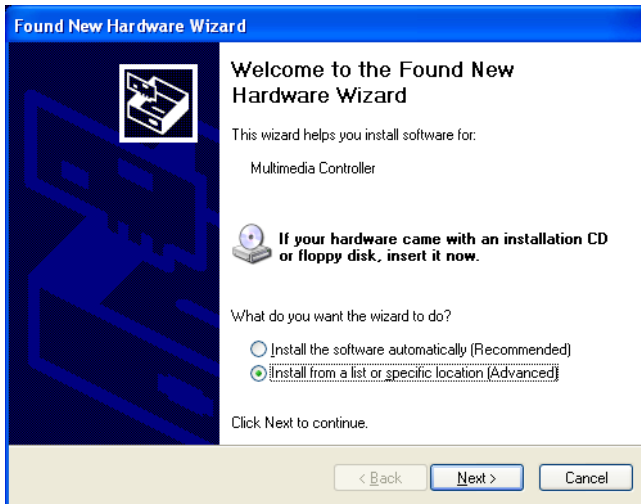 Found New Hardware Wizard
Welcome to the Found New
Hardware Wizard
This wizard helps you install software for:
Multimedia Controller
If your hardware came with an installation CD
or floppy disk, insert it now.
What do you want the wizard to do?
Install the software automatically (Recommended)
Install from a list or specific location (Advanced)
Click Next to continue.
< Back Next > Cancel